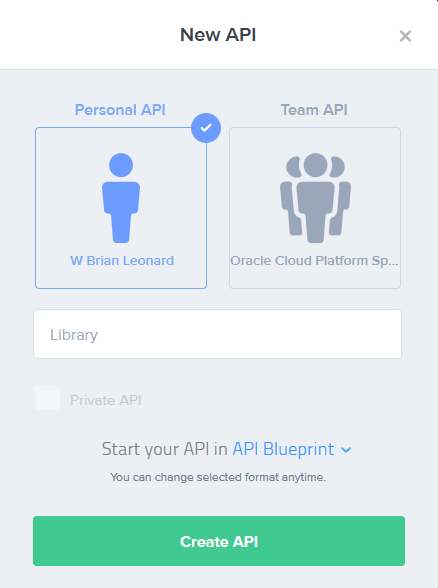 New API
Personal API
Team API
W Brian Leonard
Oracle Cloud Platform Sp...
Library
Private API
Start your API in API Blueprint
You can change selected format anytime.
Create API